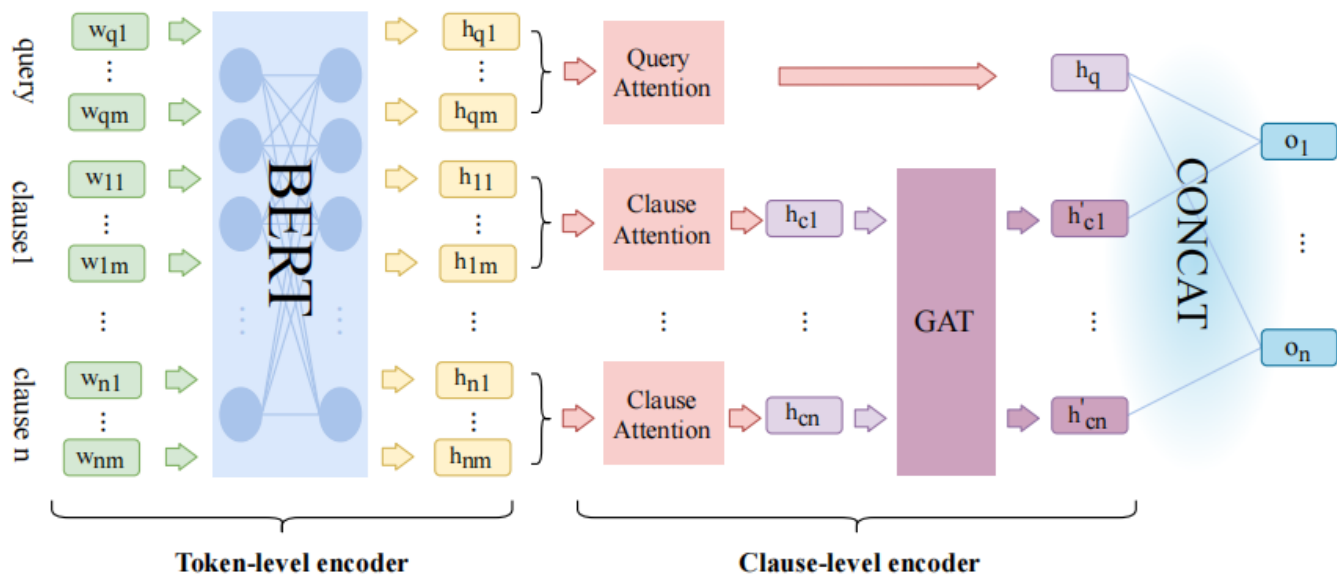 query
w_q1
h_q1
...
...
w_qm
h_qm
Query
Attention
h_q
clause1
w_11
h_11
...
...
w_1m
h_1m
Clause
Attention
h_c1
h'_c1
...
...
...
...
...
BERT
GAT
CONCAT
o_1
...
o_n
clause n
w_n1
h_n1
...
...
w_nm
h_nm
Clause
Attention
h_cn
h'_cn
Token-level encoder
Clause-level encoder